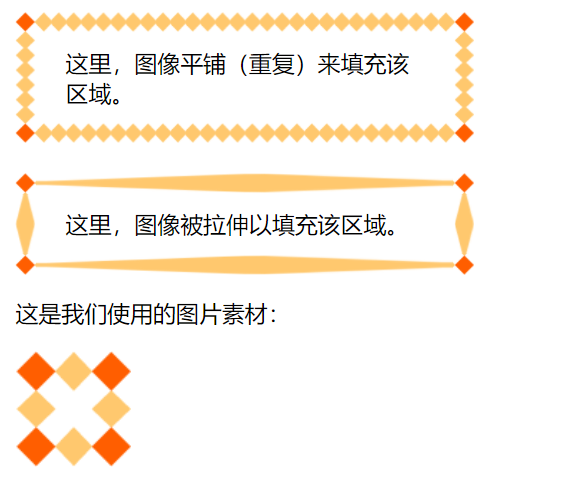 这里，图像平铺（重复）来填充该
区域。
这里，图像被拉伸以填充该区域。
这是我们使用的图片素材：